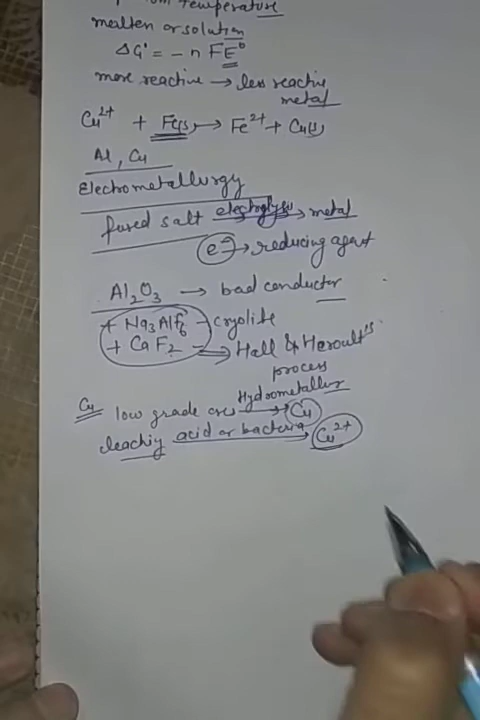 Temperature
molten or solution
ΔG° = - n FE°
more reactive → less reactive
metal
Cu²⁺ + Fe(s) → Fe²⁺ + Cu(s)
Al, Cu
Electrometallurgy
fused salt electrolysis → metal
e⁻ → reducing agent
Al₂O₃ → bad conductor
+ Na₃AlF₆ - cryolite
+ CaF₂ → Hall & Heroult's
process
Hydrometallur
Cu low grade ores → Cu
leaching acid or bacteria → Cu²⁺